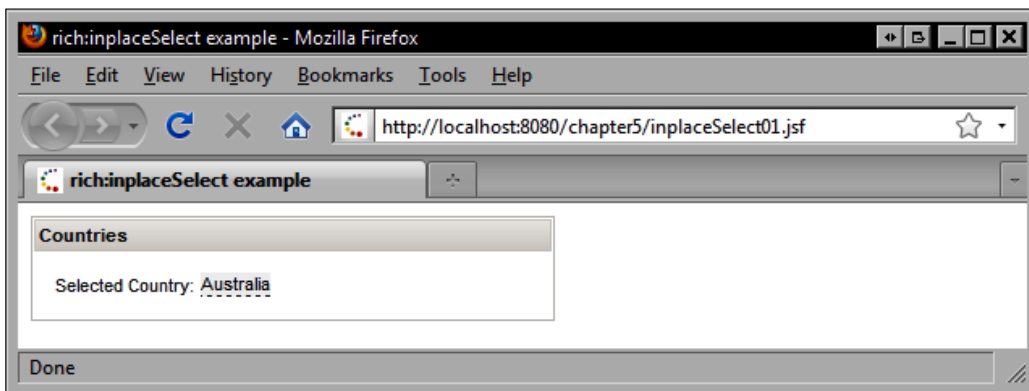 rich:inplaceSelect example - Mozilla Firefox
File Edit View History Bookmarks Tools Help
http://localhost:8080/chapter5/inplaceSelect01.jsf
rich:inplaceSelect example
Countries
Selected Country: Australia
Done